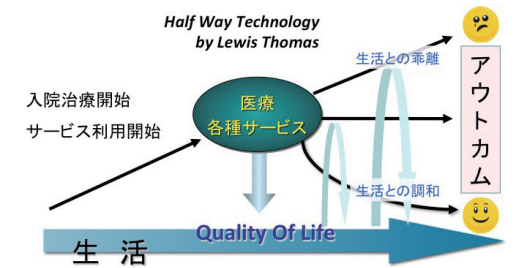 Half Way Technology
by Lewis Thomas
生活との乖離
入院治療開始
サービス利用開始
医療
各種サービス
アウトカム
生活との調和
Quality Of Life
生　活